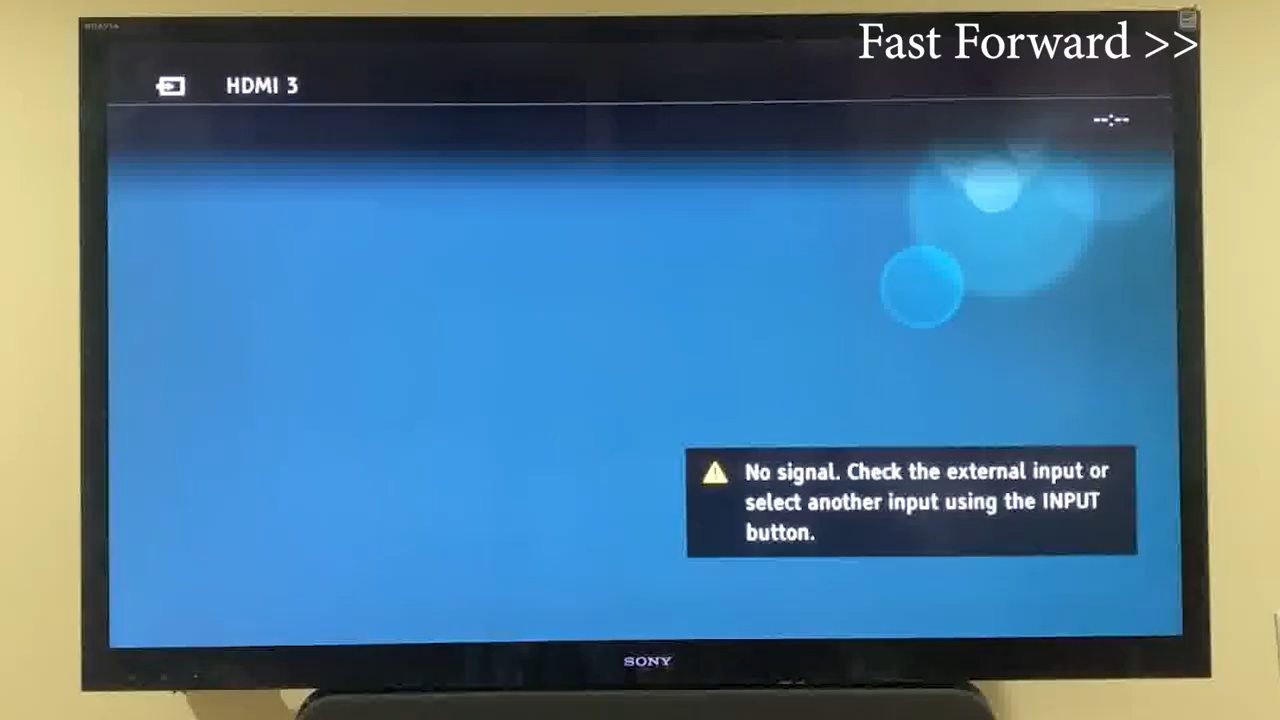 BRAVIA
Fast Forward >>
HDMI 3
--:--
No signal. Check the external input or
select another input using the INPUT
button.
SONY